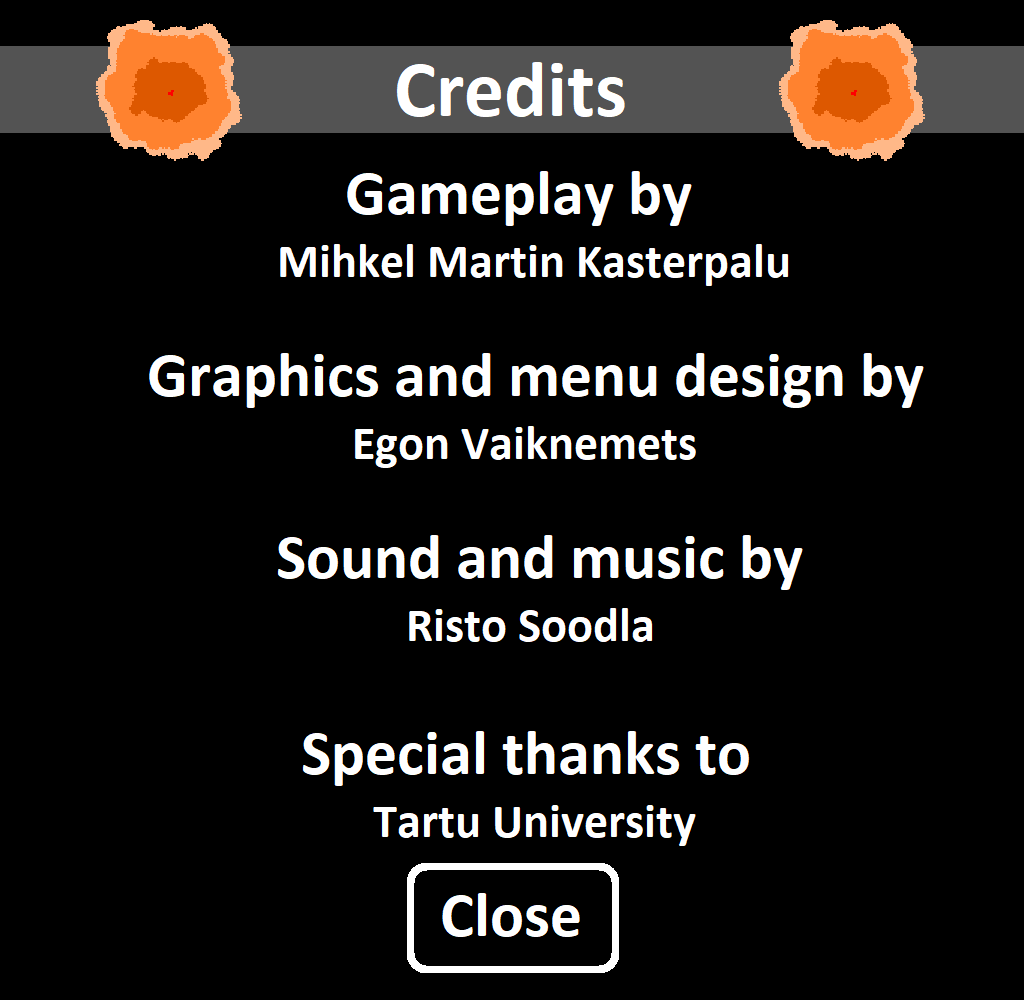 Credits
Gameplay by
Mihkel Martin Kasterpalu
Graphics and menu design by
Egon Vaiknemets
Sound and music by
Risto Soodla
Special thanks to
Tartu University
Close